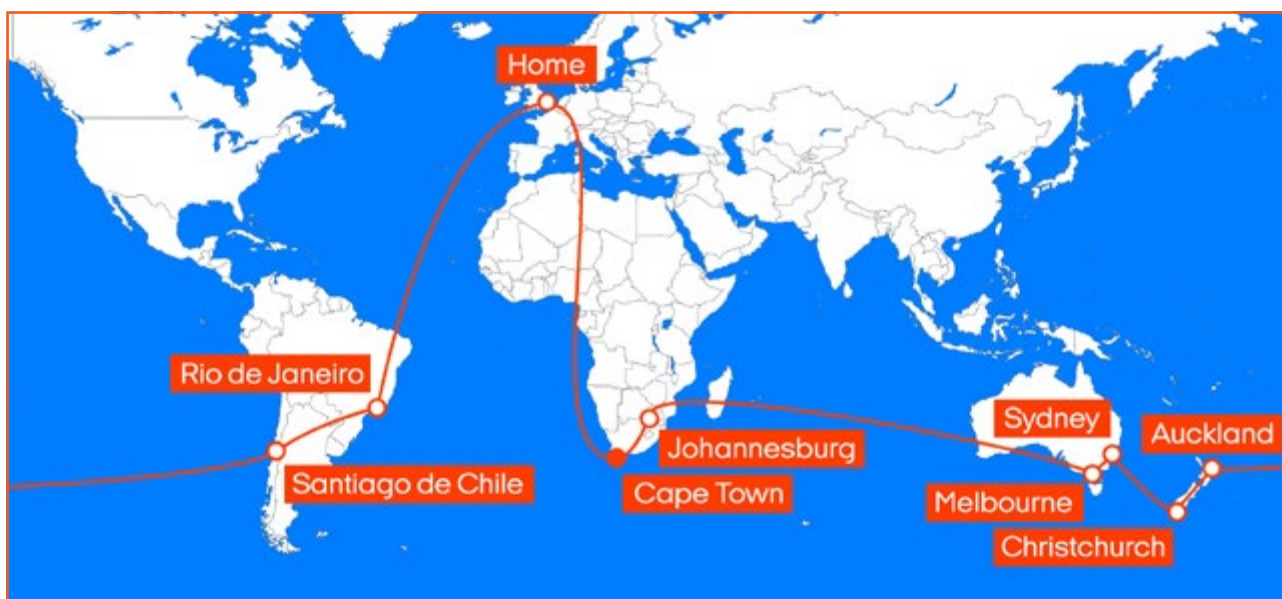 Home
Rio de Janeiro
Sydney
Auckland
Johannesburg
Santiago de Chile
Cape Town
Melbourne
Christchurch